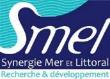 Smel
Synergie Mer Et Littoral
Recherche & développement